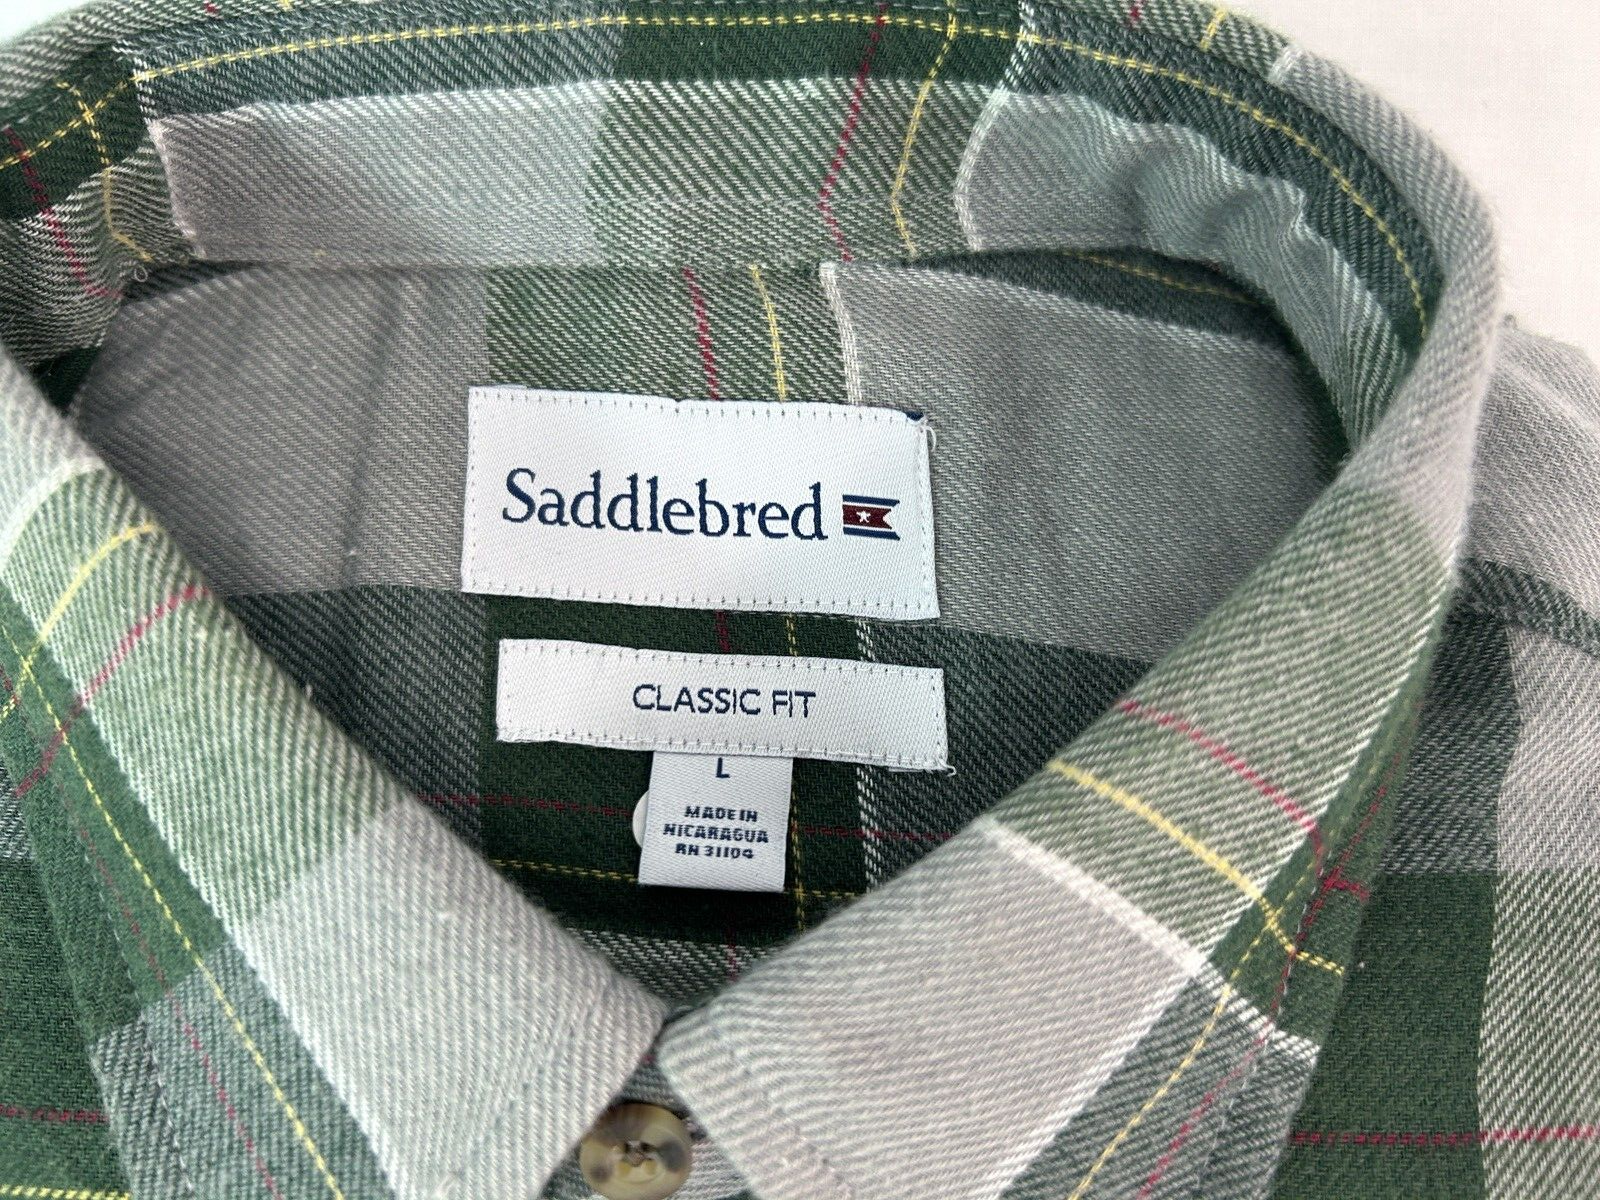 Saddlebred
CLASSIC FIT
L
MADE IN
NICARAGUA
RN 31104